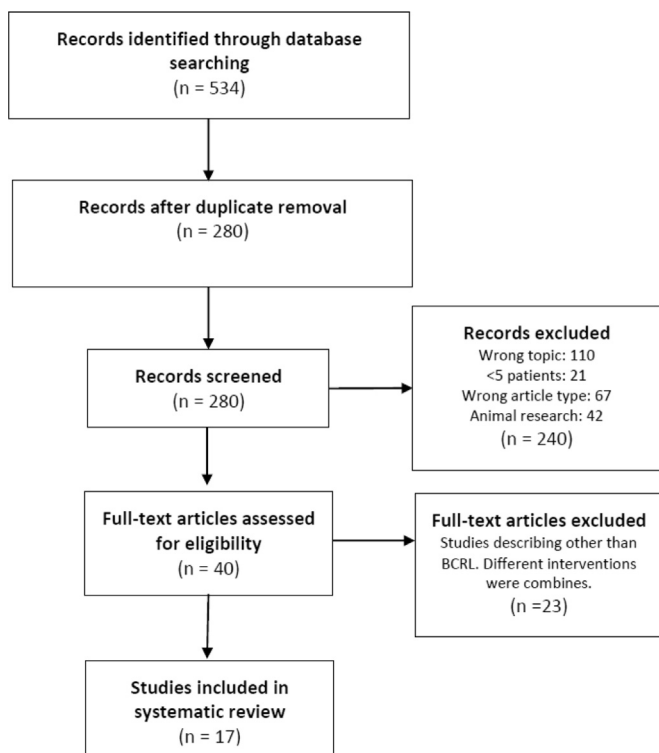 Records identified through database
searching
(n = 534)
Records after duplicate removal
(n = 280)
Records screened
(n = 280)
Records excluded
Wrong topic: 110
<5 patients: 21
Wrong article type: 67
Animal research: 42
(n = 240)
Full-text articles assessed
for eligibility
(n = 40)
Full-text articles excluded
Studies describing other than
BCRL. Different interventions
were combines.
(n =23)
Studies included in
systematic review
(n = 17)